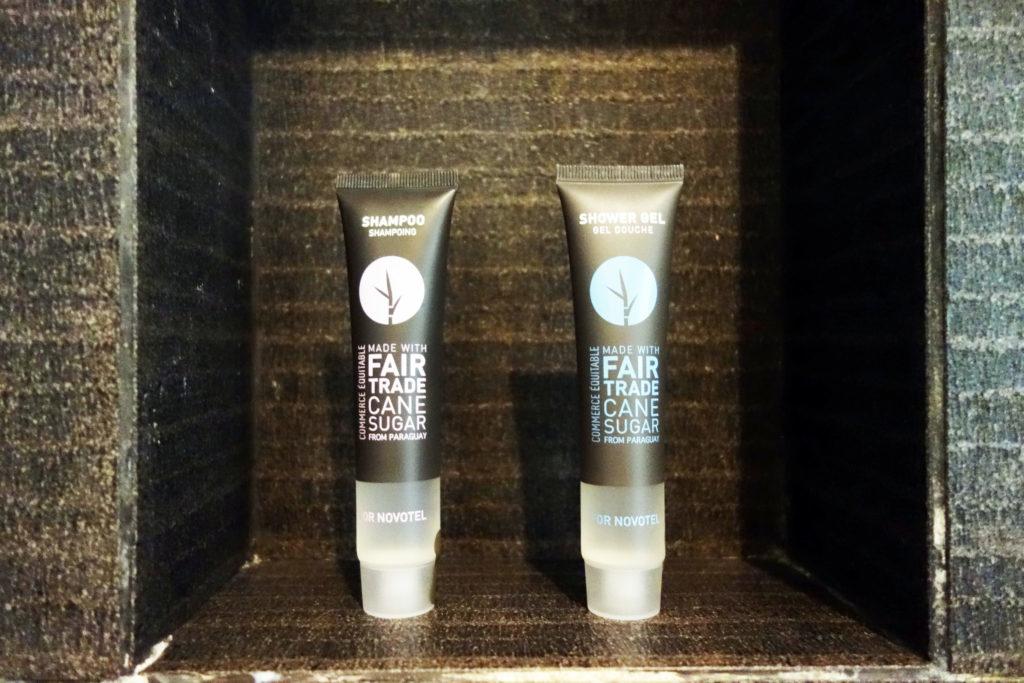 SHAMPOO
SHAMPOING
COMMERCE ÉQUITABLE
MADE WITH
FAIR
TRADE
CANE
SUGAR
FROM PARAGUAY
OR NOVOTEL
SHOWER GEL
GEL DOUCHE
COMMERCE ÉQUITABLE
MADE WITH
FAIR
TRADE
CANE
SUGAR
FROM PARAGUAY
OR NOVOTEL